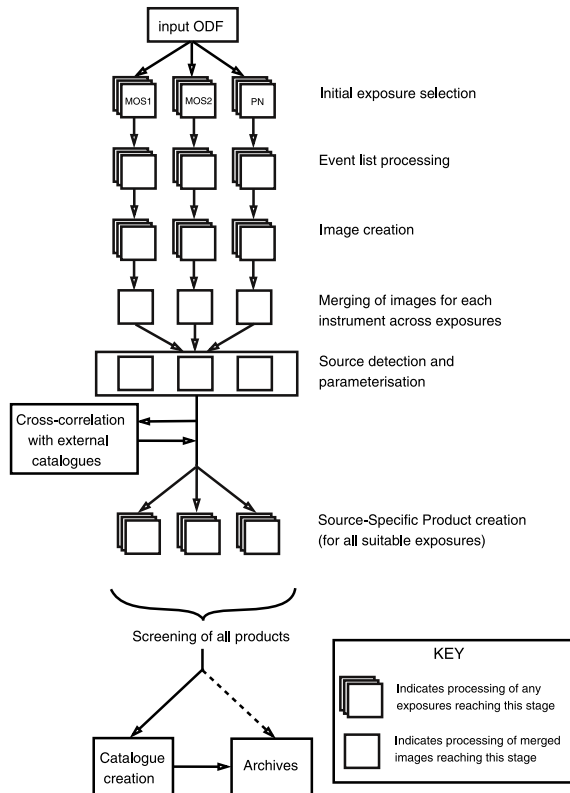 input ODF
MOS1
MOS2
PN
Initial exposure selection
Event list processing
Image creation
Merging of images for each
instrument across exposures
Source detection and
parameterisation
Cross-correlation
with external
catalogues
Source-Specific Product creation
(for all suitable exposures)
Screening of all products
KEY
Indicates processing of any
exposures reaching this stage
Indicates processing of merged
images reaching this stage
Catalogue
creation
Archives